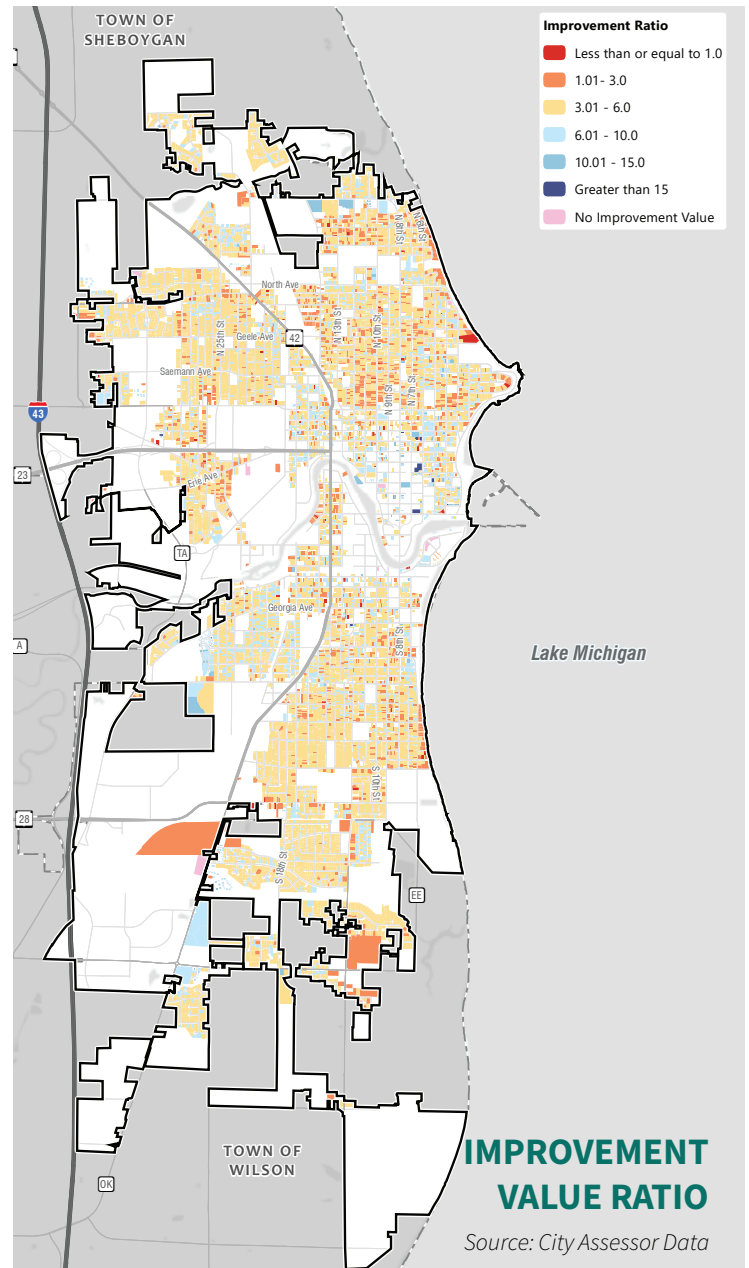 TOWN OF
SHEBOYGAN
Improvement Ratio
Less than or equal to 1.0
1.01- 3.0
3.01 - 6.0
6.01 - 10.0
10.01 - 15.0
Greater than 15
No Improvement Value
N 8th St
N 6th St
North Ave
N 25th St
Geele Ave
42
N 13th St
N 10th St
Saemann Ave
N 9th St
N 7th St
43
23
Erie Ave
TA
Georgia Ave
S 8th St
A
Lake Michigan
S 10th St
28
S 18th St
EE
TOWN OF
WILSON
OK
IMPROVEMENT
VALUE RATIO
Source: City Assessor Data